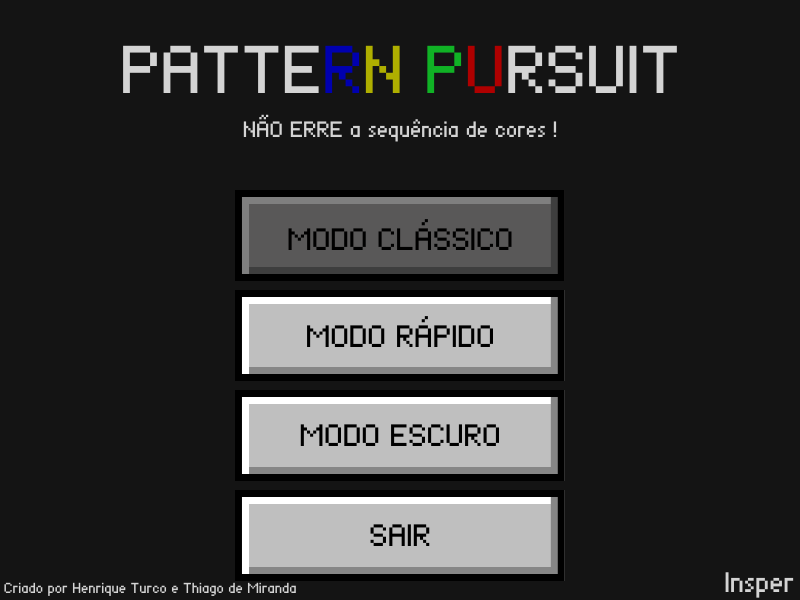 PATTERN PURSUIT
NÃO ERRE a sequência de cores !
MODO CLÁSSICO
MODO RÁPIDO
MODO ESCURO
SAIR
Criado por Henrique Turco e Thiago de Miranda
Insper